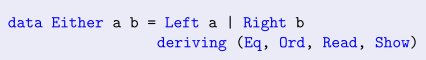 data Either a b = Left a | Right b
deriving (Eq, Ord, Read, Show)